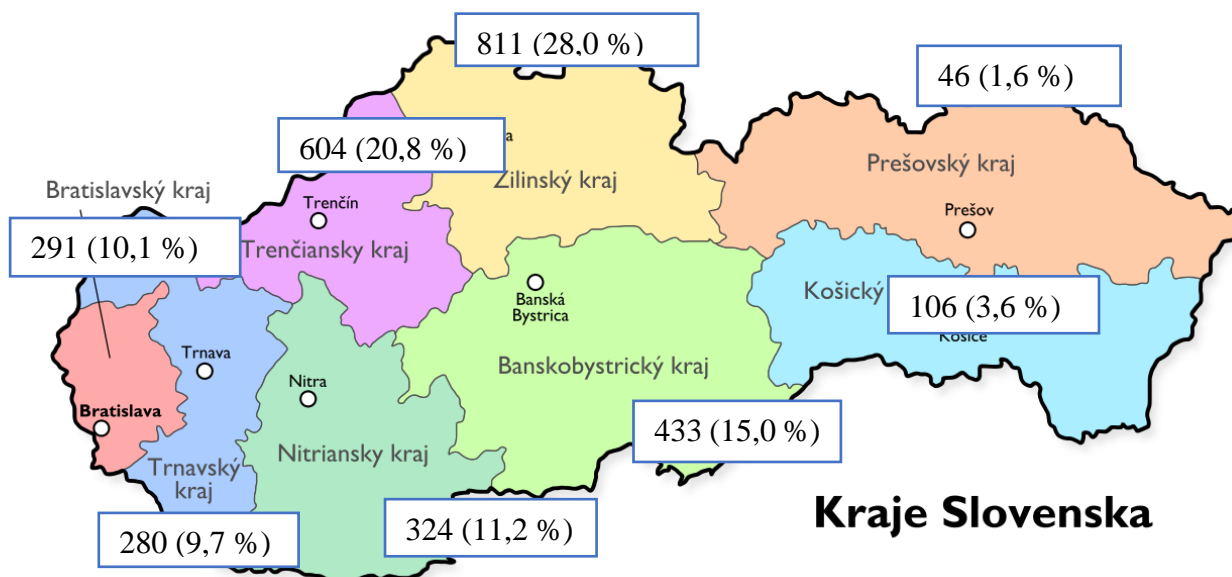 811 (28,0 %)
46 (1,6 %)
604 (20,8 %)
a
Žilinský kraj
Prešovský kraj
Bratislavský kraj
Trenčín
Prešov
291 (10,1 %)
Trenčiansky kraj
Košický
Banská
Bystrica
106 (3,6 %)
Košice
Trnava
Banskobystrický kraj
Nitra
Bratislava
433 (15,0 %)
Nitriansky kraj
Trnavský
kraj
Kraje Slovenska
324 (11,2 %)
280 (9,7 %)